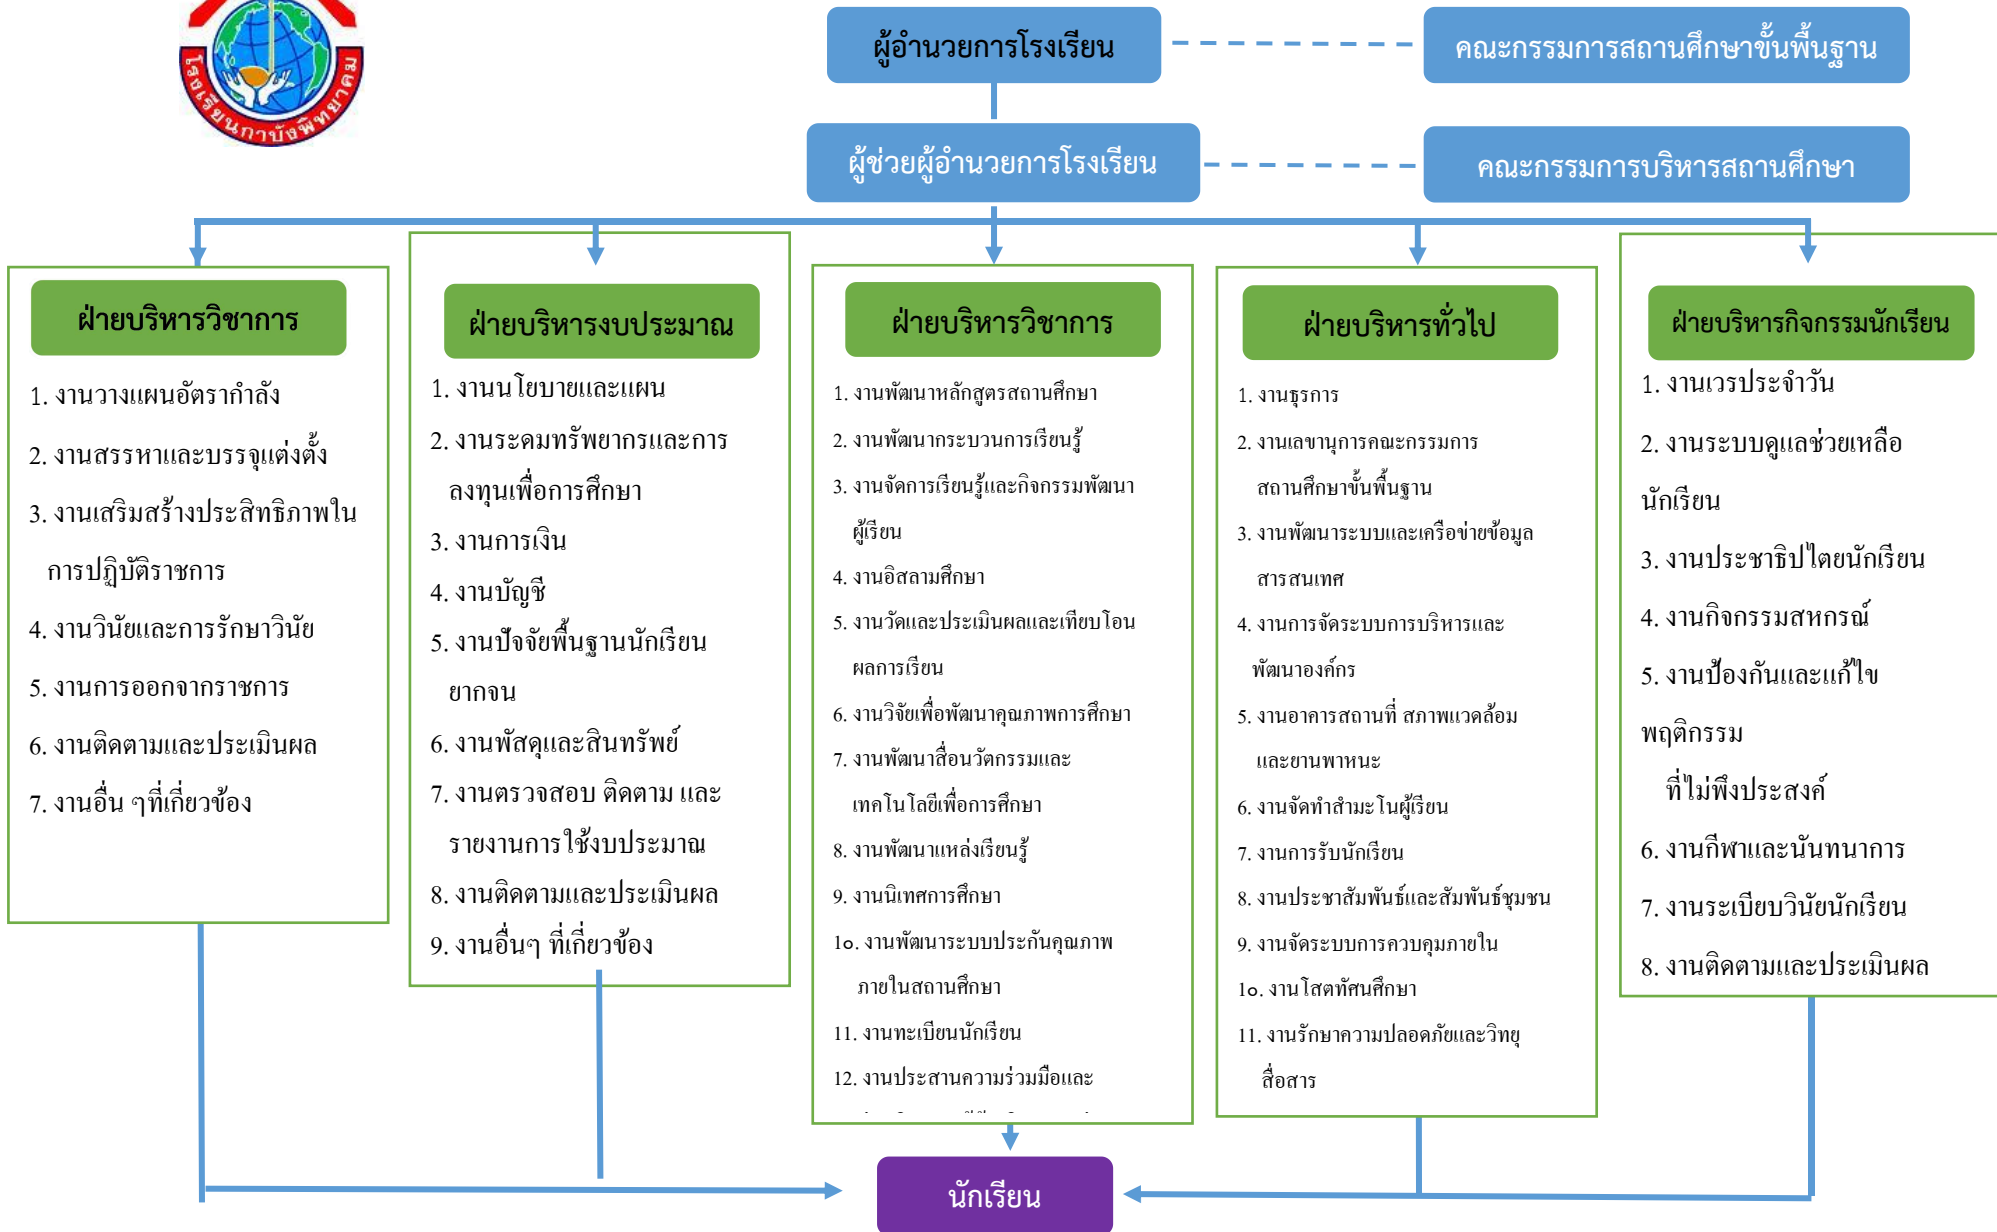 โรงเรียนกาบังพิทยาคม
ผู้อำนวยการโรงเรียน
คณะกรรมการสถานศึกษาขั้นพื้นฐาน
ผู้ช่วยผู้อำนวยการโรงเรียน
คณะกรรมการบริหารสถานศึกษา
ฝ่ายบริหารวิชาการ
1. งานวางแผนอัตรากำลัง
2. งานสรรหาและบรรจุแต่งตั้ง
3. งานเสริมสร้างประสิทธิภาพใน
การปฏิบัติราชการ
4. งานวินัยและการรักษาวินัย
5. งานการออกจากราชการ
6. งานติดตามและประเมินผล
7. งานอื่น ๆที่เกี่ยวข้อง
ฝ่ายบริหารงบประมาณ
1. งานนโยบายและแผน
2. งานระดมทรัพยากรและการ
ลงทุนเพื่อการศึกษา
3. งานการเงิน
4. งานบัญชี
5. งานปัจจัยพื้นฐานนักเรียน
ยากจน
6. งานพัสดุและสินทรัพย์
7. งานตรวจสอบ ติดตาม และ
รายงานการใช้งบประมาณ
8. งานติดตามและประเมินผล
9. งานอื่นๆ ที่เกี่ยวข้อง
ฝ่ายบริหารวิชาการ
1. งานพัฒนาหลักสูตรสถานศึกษา
2. งานพัฒนากระบวนการเรียนรู้
3. งานจัดการเรียนรู้และกิจกรรมพัฒนา
ผู้เรียน
4. งานอิสลามศึกษา
5. งานวัดและประเมินผลและเทียบโอน
ผลการเรียน
6. งานวิจัยเพื่อพัฒนาคุณภาพการศึกษา
7. งานพัฒนาสื่อนวัตกรรมและ
เทคโนโลยีเพื่อการศึกษา
8. งานพัฒนาแหล่งเรียนรู้
9. งานนิเทศการศึกษา
1๐. งานพัฒนาระบบประกันคุณภาพ
ภายในสถานศึกษา
11. งานทะเบียนนักเรียน
12. งานประสานความร่วมมือและ
ฝ่ายบริหารทั่วไป
1. งานธุรการ
2. งานเลขานุการคณะกรรมการ
สถานศึกษาขั้นพื้นฐาน
3. งานพัฒนาระบบและเครือข่ายข้อมูล
สารสนเทศ
4. งานการจัดระบบการบริหารและ
พัฒนาองค์กร
5. งานอาคารสถานที่ สภาพแวดล้อม
และยานพาหนะ
6. งานจัดทำสำมะโนผู้เรียน
7. งานการรับนักเรียน
8. งานประชาสัมพันธ์และสัมพันธ์ชุมชน
9. งานจัดระบบการควบคุมภายใน
1๐. งานโสตทัศนศึกษา
11. งานรักษาความปลอดภัยและวิทยุ
สื่อสาร
ฝ่ายบริหารกิจกรรมนักเรียน
1. งานเวรประจำวัน
2. งานระบบดูแลช่วยเหลือ
นักเรียน
3. งานประชาธิปไตยนักเรียน
4. งานกิจกรรมสหกรณ์
5. งานป้องกันและแก้ไข
พฤติกรรม
ที่ไม่พึงประสงค์
6. งานกีฬาและนันทนาการ
7. งานระเบียบวินัยนักเรียน
8. งานติดตามและประเมินผล
นักเรียน